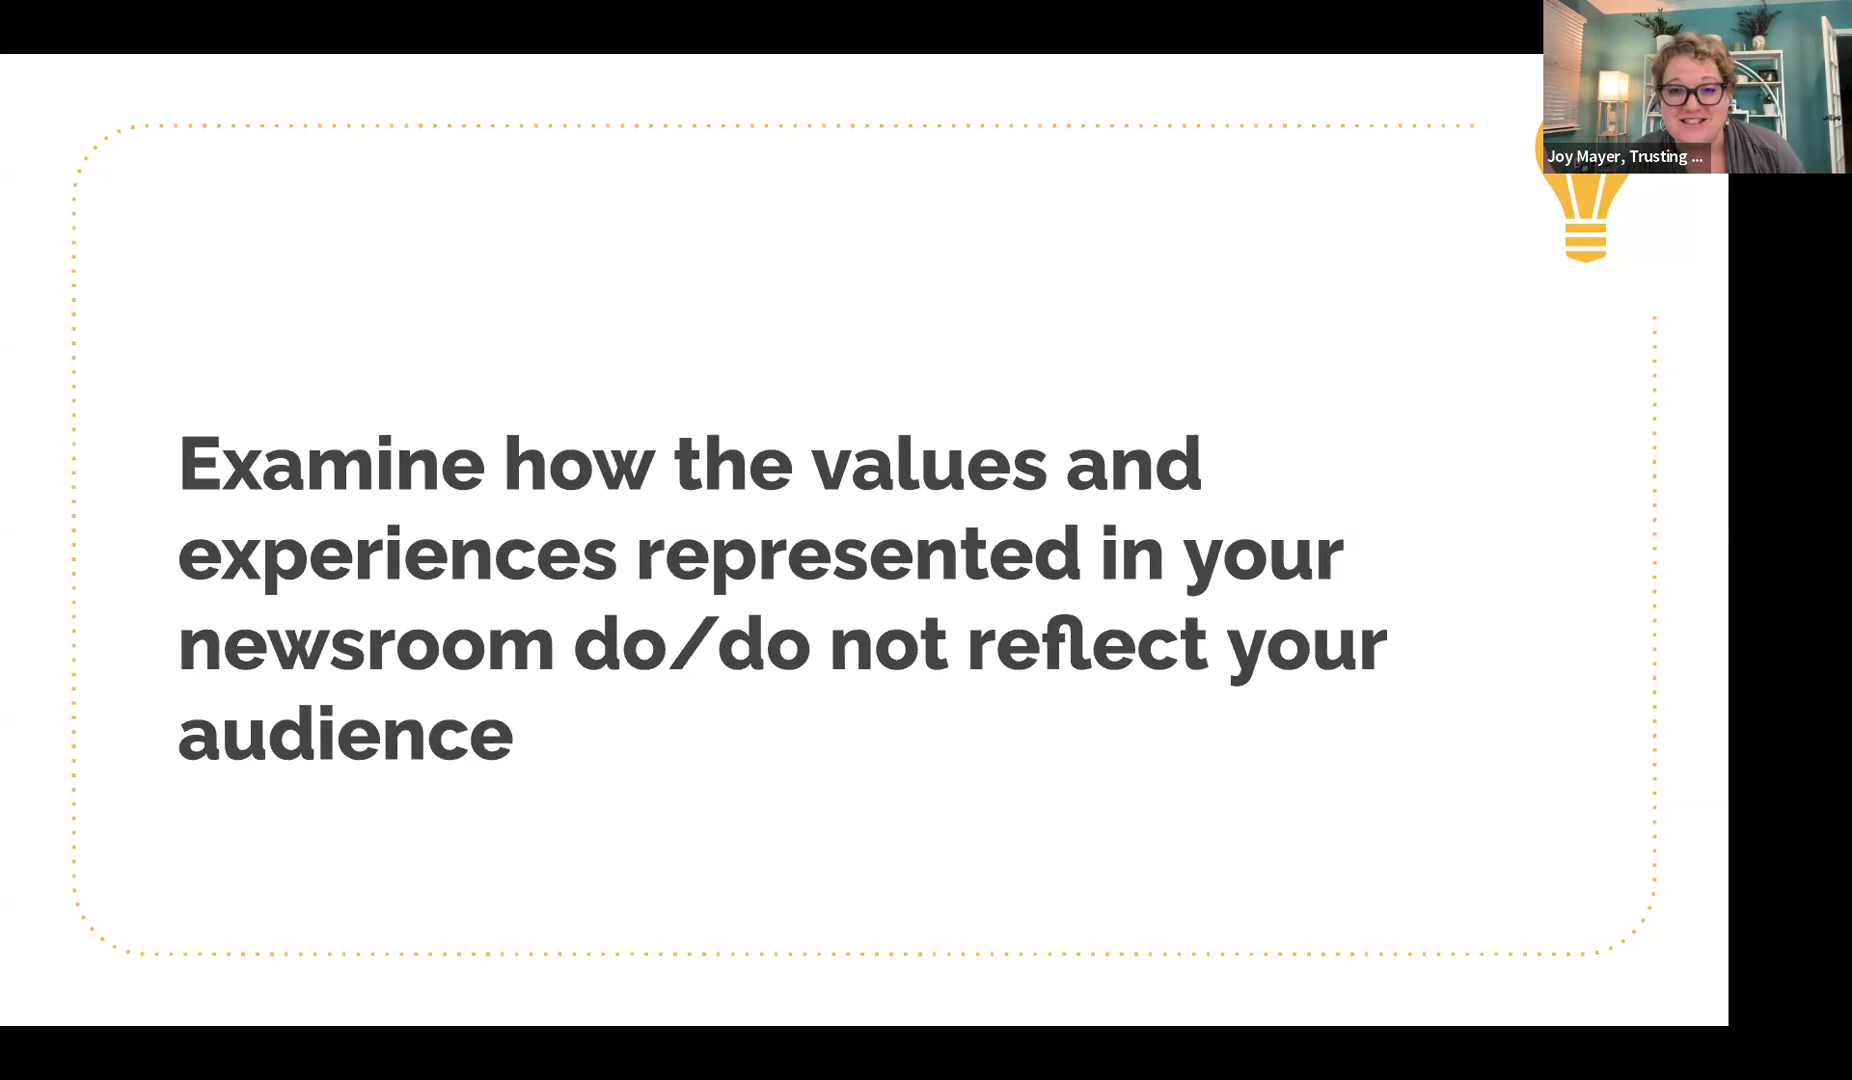 Joy Mayer, Trusting ...
Examine how the values and
experiences represented in your
newsroom do/do not reflect your
audience